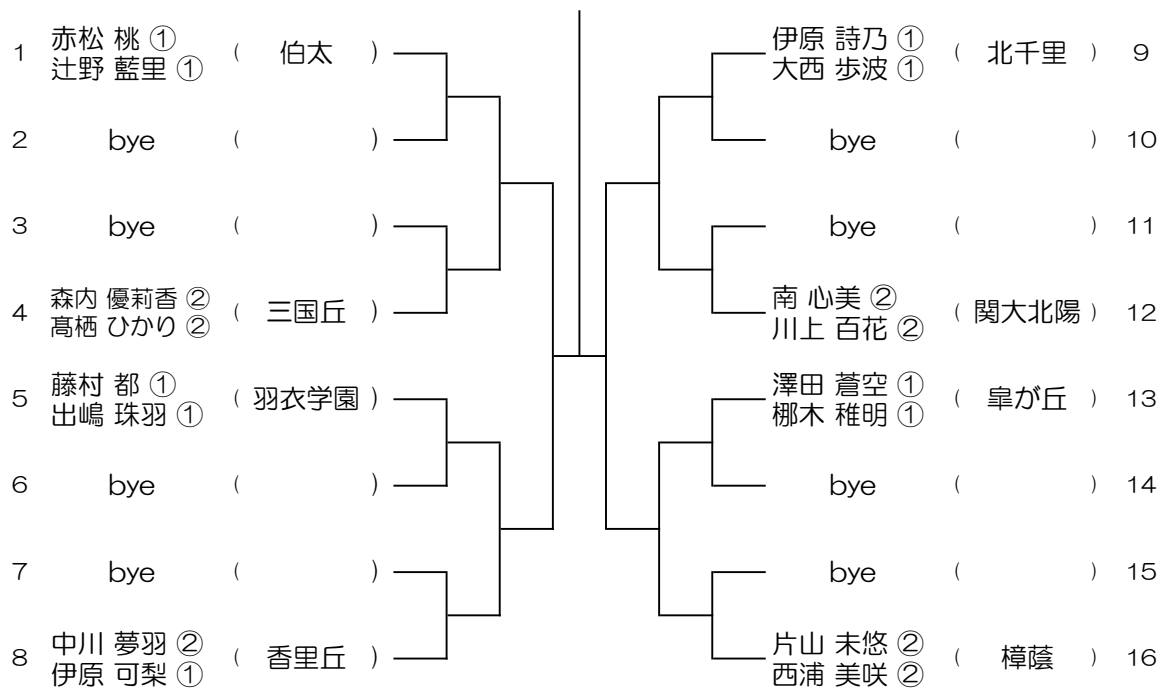 1 赤松 桃 ① ( 伯太 )
辻野 藍里 ①
2 bye ( )
3 bye ( )
4 森内 優莉香 ② ( 三国丘 )
髙栖 ひかり ②
5 藤村 都 ① ( 羽衣学園 )
出嶋 珠羽 ①
6 bye ( )
7 bye ( )
8 中川 夢羽 ② ( 香里丘 )
伊原 可梨 ①
伊原 詩乃 ① ( 北千里 ) 9
大西 歩波 ①
bye ( ) 10
bye ( ) 11
南 心美 ② ( 関大北陽 ) 12
川上 百花 ②
澤田 蒼空 ① ( 皐が丘 ) 13
梛木 稚明 ①
bye ( ) 14
bye ( ) 15
片山 未悠 ② ( 樟蔭 ) 16
西浦 美咲 ②